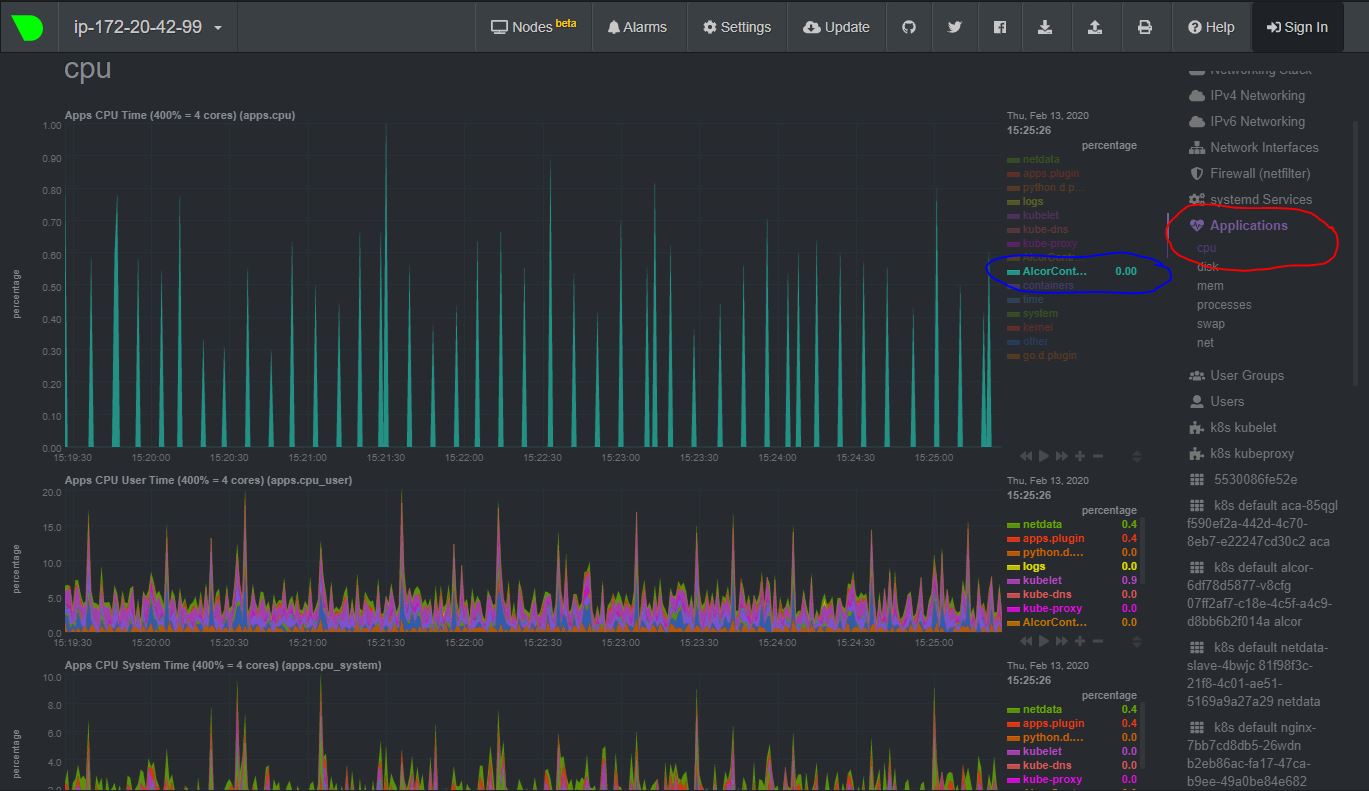 ip-172-20-42-99
Nodes beta
Alarms
Settings
Update
Help
Sign In
cpu
Apps CPU Time (400% = 4 cores) (apps.cpu)
percentage
1.00
0.90
0.80
0.70
0.60
0.50
0.40
0.30
0.20
0.10
0.00
15:19:30 15:20:00 15:20:30 15:21:00 15:21:30 15:22:00 15:22:30 15:23:00 15:23:30 15:24:00 15:24:30 15:25:00
Thu, Feb 13, 2020
15:25:26
percentage
netdata
apps.plugin
python.d.p...
logs
kubelet
kube-dns
kube-proxy
AlcorContr...
AlcorCont... 0.00
containers
time
system
kernel
other
go.d.plugin
Apps CPU User Time (400% = 4 cores) (apps.cpu_user)
percentage
20.0
15.0
10.0
5.0
0.0
15:19:30 15:20:00 15:20:30 15:21:00 15:21:30 15:22:00 15:22:30 15:23:00 15:23:30 15:24:00 15:24:30 15:25:00
Thu, Feb 13, 2020
15:25:26
percentage
netdata 0.4
apps.plugin 0.4
python.d.... 0.0
logs 0.0
kubelet 0.9
kube-dns 0.0
kube-proxy 0.0
AlcorCont... 0.0
Apps CPU System Time (400% = 4 cores) (apps.cpu_system)
percentage
10.0
8.0
6.0
4.0
2.0
Thu, Feb 13, 2020
15:25:26
percentage
netdata 0.4
apps.plugin 0.4
python.d.... 0.0
kubelet 0.0
kube-dns 0.0
kube-proxy 0.0
Networking Stack
IPv4 Networking
IPv6 Networking
Network Interfaces
Firewall (netfilter)
systemd Services
Applications
cpu
disk
mem
processes
swap
net
User Groups
Users
k8s kubelet
k8s kubeproxy
5530086fe52e
k8s default aca-85qgl
f590ef2a-442d-4c70-
8eb7-e22247cd30c2 aca
k8s default alcor-
6df78d5877-v8cfg
07ff2af7-c18e-4c5f-a4c9-
d8bb6b2f014a alcor
k8s default netdata-
slave-4bwjc 81f98f3c-
21f8-4c01-ae51-
5169a9a27a29 netdata
k8s default nginx-
7bb7cd8db5-26wdn
b2eb86ac-fa17-47ca-
b9ee-49a0be84e682